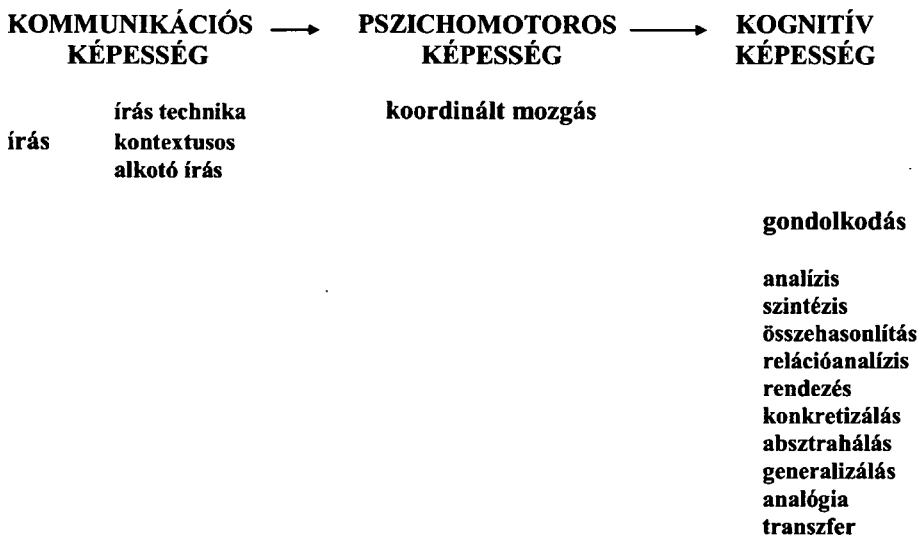 KOMMUNIKÁCIÓS → PSZICHOMOTOROS → KOGNITÍV
KÉPESSÉG KÉPESSÉG KÉPESSÉG
írás technika koordinált mozgás
írás kontextusos
alkotó írás
gondolkodás
analízis
szintézis
összehasonlítás
relációanalízis
rendezés
konkretizálás
absztrahálás
generalizálás
analógia
transzfer